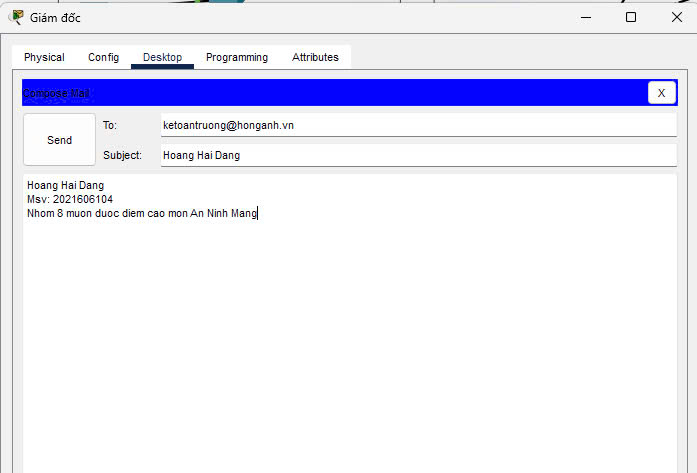 Giám đốc
Physical Config Desktop Programming Attributes
Compose Mail X
Send
To: ketoantruong@honganh.vn
Subject: Hoang Hai Dang
Hoang Hai Dang
Msv: 2021606104
Nhom 8 muon duoc diem cao mon An Ninh Mang